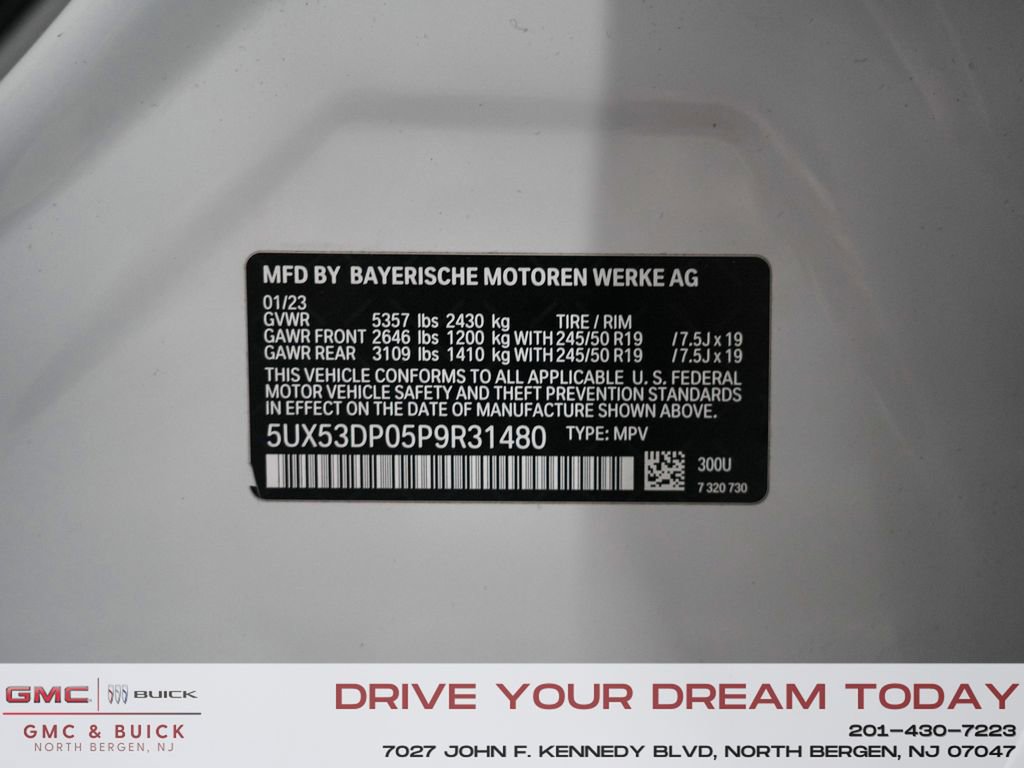 MFD BY BAYERISCHE MOTOREN WERKE AG
01/23
GVWR 5357 lbs 2430 kg TIRE / RIM
GAWR FRONT 2646 lbs 1200 kg WITH 245/50 R19 /7.5J x 19
GAWR REAR 3109 lbs 1410 kg WITH 245/50 R19 /7.5J x 19
THIS VEHICLE CONFORMS TO ALL APPLICABLE U. S. FEDERAL
MOTOR VEHICLE SAFETY AND THEFT PREVENTION STANDARDS
IN EFFECT ON THE DATE OF MANUFACTURE SHOWN ABOVE.
5UX53DP05P9R31480 TYPE: MPV
300U
7 320 730
GMC BUICK
GMC & BUICK
NORTH BERGEN, NJ
DRIVE YOUR DREAM TODAY
201-430-7223
7027 JOHN F. KENNEDY BLVD, NORTH BERGEN, NJ 07047